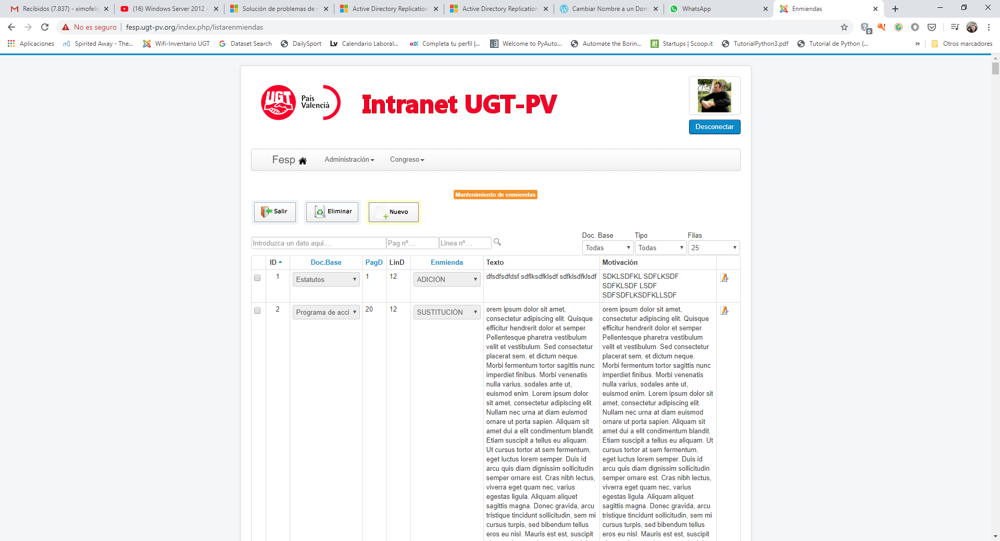 Recibidos (7.837) - ximofelip
(16) Windows Server 2012 -
Solución de problemas de r
Active Directory Replication
Active Directory Replication
Cambiar Nombre a un Dom
WhatsApp
Enmiendas
No es seguro
fesp.ugt-pv.org/index.php/listarenmiendas
0
Aplicaciones
Spirited Away - The...
Wifi-Inventario UGT
Dataset Search
DailySport
Lv Calendario Laboral...
edX Completa tu perfil |...
Welcome to PyAuto...
Automate the Borin...
it! Startups | Scoop.it
TutorialPython3.pdf
Tutorial de Python (...
»
Otros marcadores
UGT
País
Valencià
Intranet UGT-PV
Desconectar
Fesp
Administración
Congreso
Mantenimiento de enmiendas
Salir
Eliminar
Nuevo
Doc. Base Tipo Filas
Introduzca un dato aqui.... Pag nº.... Linea nº....
Todas Todas 25
ID Doc.Base PagD LinD Enmienda Texto Motivación
1 Estatutos 1 12 ADICIÓN
dfsdfsdfdsf sdflksdfklsdf sdfklsdfklsdf
SDKLSDFKL SDFLKSDF
SDFKLSDF LSDF
SDFSDFLKSDFKLLSDF
2 Programa de acci 20 12 SUSTITUCIÓN
orem ipsum dolor sit amet,
consectetur adipiscing elit. Quisque
efficitur hendrerit dolor et semper.
Pellentesque pharetra vestibulum
velit et vestibulum. Sed consectetur
placerat sem, et dictum neque.
Morbi fermentum tortor sagittis nunc
imperdiet finibus. Morbi venenatis
nulla varius, sodales ante ut,
euismod enim. Lorem ipsum dolor
sit amet, consectetur adipiscing elit.
Nullam nec urna at diam euismod
ornare ut porta sapien. Aliquam sit
amet dui a elit condimentum blandit.
Etiam suscipit a tellus eu aliquam.
Ut cursus tortor at sem fermentum,
eget luctus lorem semper. Duis id
arcu quis diam dignissim sollicitudin
semper ornare est. Cras nibh lectus,
viverra eget quam nec, varius
egestas ligula. Aliquam aliquet
sagittis magna. Donec gravida, arcu
tristique tincidunt sollicitudin, sem mi
cursus turpis, sed bibendum tellus
eros eu nisl. Mauris est est, suscipit
orem ipsum dolor sit amet,
consectetur adipiscing elit. Quisque
efficitur hendrerit dolor et semper.
Pellentesque pharetra vestibulum
velit et vestibulum. Sed consectetur
placerat sem, et dictum neque.
Morbi fermentum tortor sagittis nunc
imperdiet finibus. Morbi venenatis
nulla varius, sodales ante ut,
euismod enim. Lorem ipsum dolor sit
amet, consectetur adipiscing elit.
Nullam nec urna at diam euismod
ornare ut porta sapien. Aliquam sit
amet dui a elit condimentum blandit.
Etiam suscipit a tellus eu aliquam. Ut
cursus tortor at sem fermentum,
eget luctus lorem semper. Duis id
arcu quis diam dignissim sollicitudin
semper ornare est. Cras nibh lectus,
viverra eget quam nec, varius
egestas ligula. Aliquam aliquet
sagittis magna. Donec gravida, arcu
tristique tincidunt sollicitudin, sem mi
cursus turpis, sed bibendum tellus
eros eu nisl. Mauris est est, suscipit